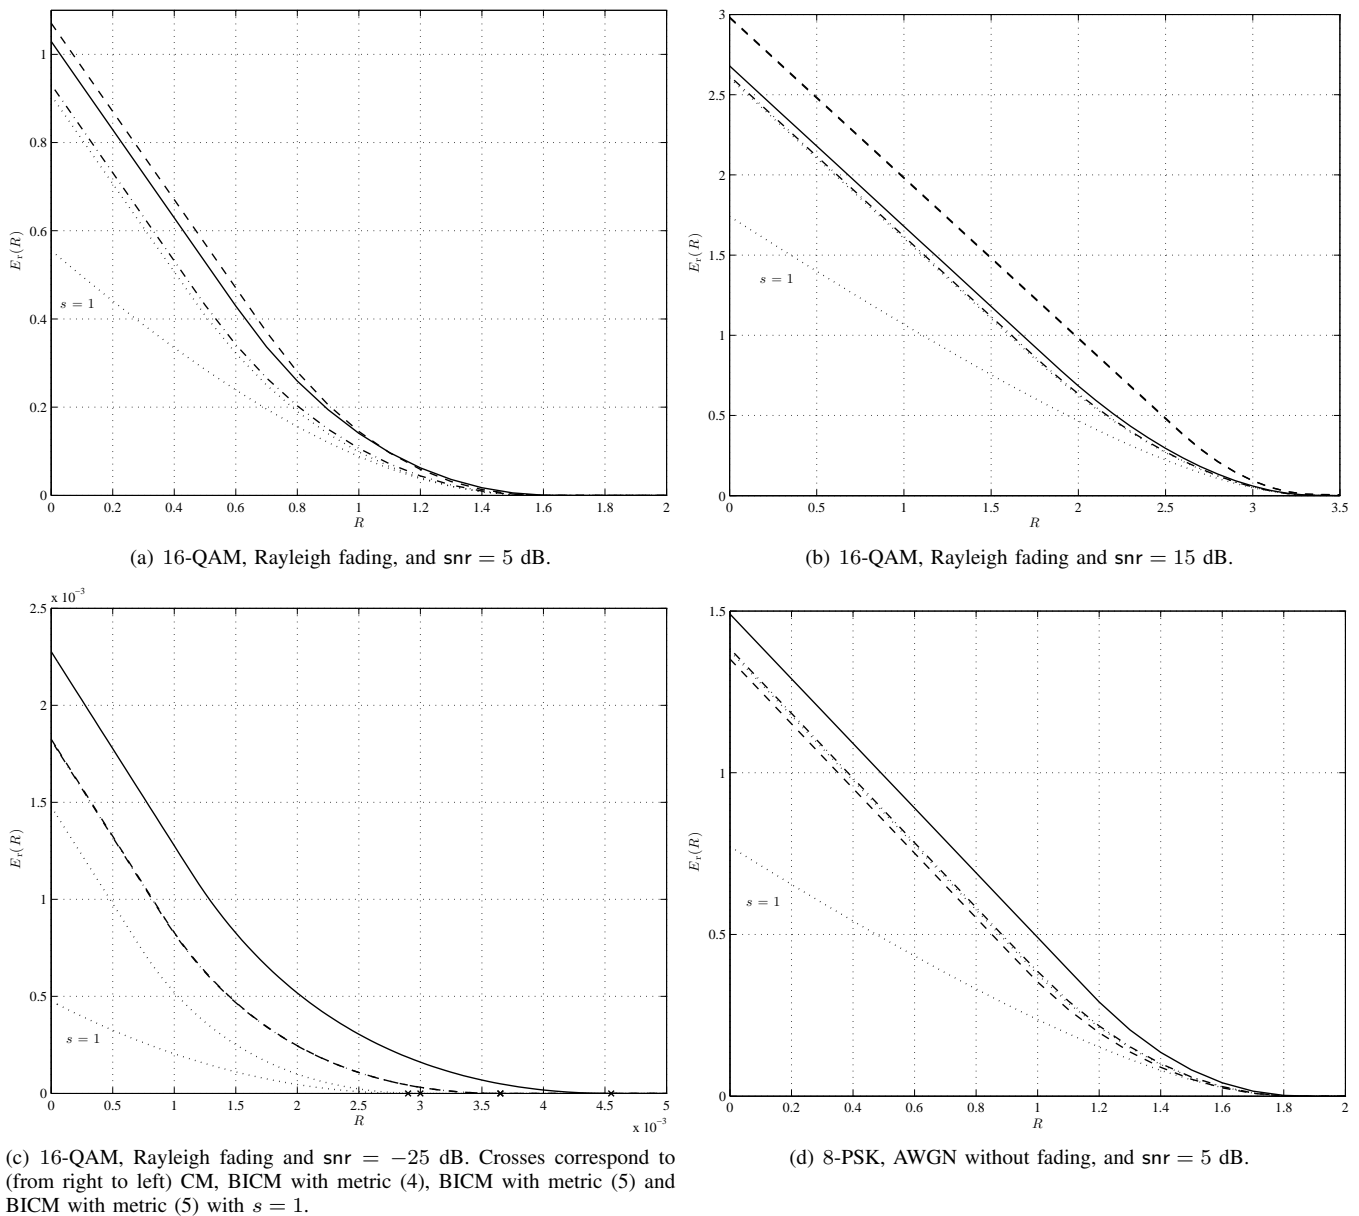 1
0.8
0.6
0.4
0.2
0
0 0.2 0.4 0.6 0.8 1 1.2 1.4 1.6 1.8 2
E_r(R)
R
s = 1
(a) 16-QAM, Rayleigh fading, and snr = 5 dB.
3
2.5
2
1.5
1
0.5
0
0 0.5 1 1.5 2 2.5 3 3.5
E_r(R)
R
s = 1
(b) 16-QAM, Rayleigh fading and snr = 15 dB.
x 10^{-3}
2.5
2
1.5
1
0.5
0
0 0.5 1 1.5 2 2.5 3 3.5 4 4.5 5
x 10^{-3}
E_r(R)
R
s = 1
(c) 16-QAM, Rayleigh fading and snr = −25 dB. Crosses correspond to
(from right to left) CM, BICM with metric (4), BICM with metric (5) and
BICM with metric (5) with s = 1.
1.5
1
0.5
0
0 0.2 0.4 0.6 0.8 1 1.2 1.4 1.6 1.8 2
E_r(R)
R
s = 1
(d) 8-PSK, AWGN without fading, and snr = 5 dB.